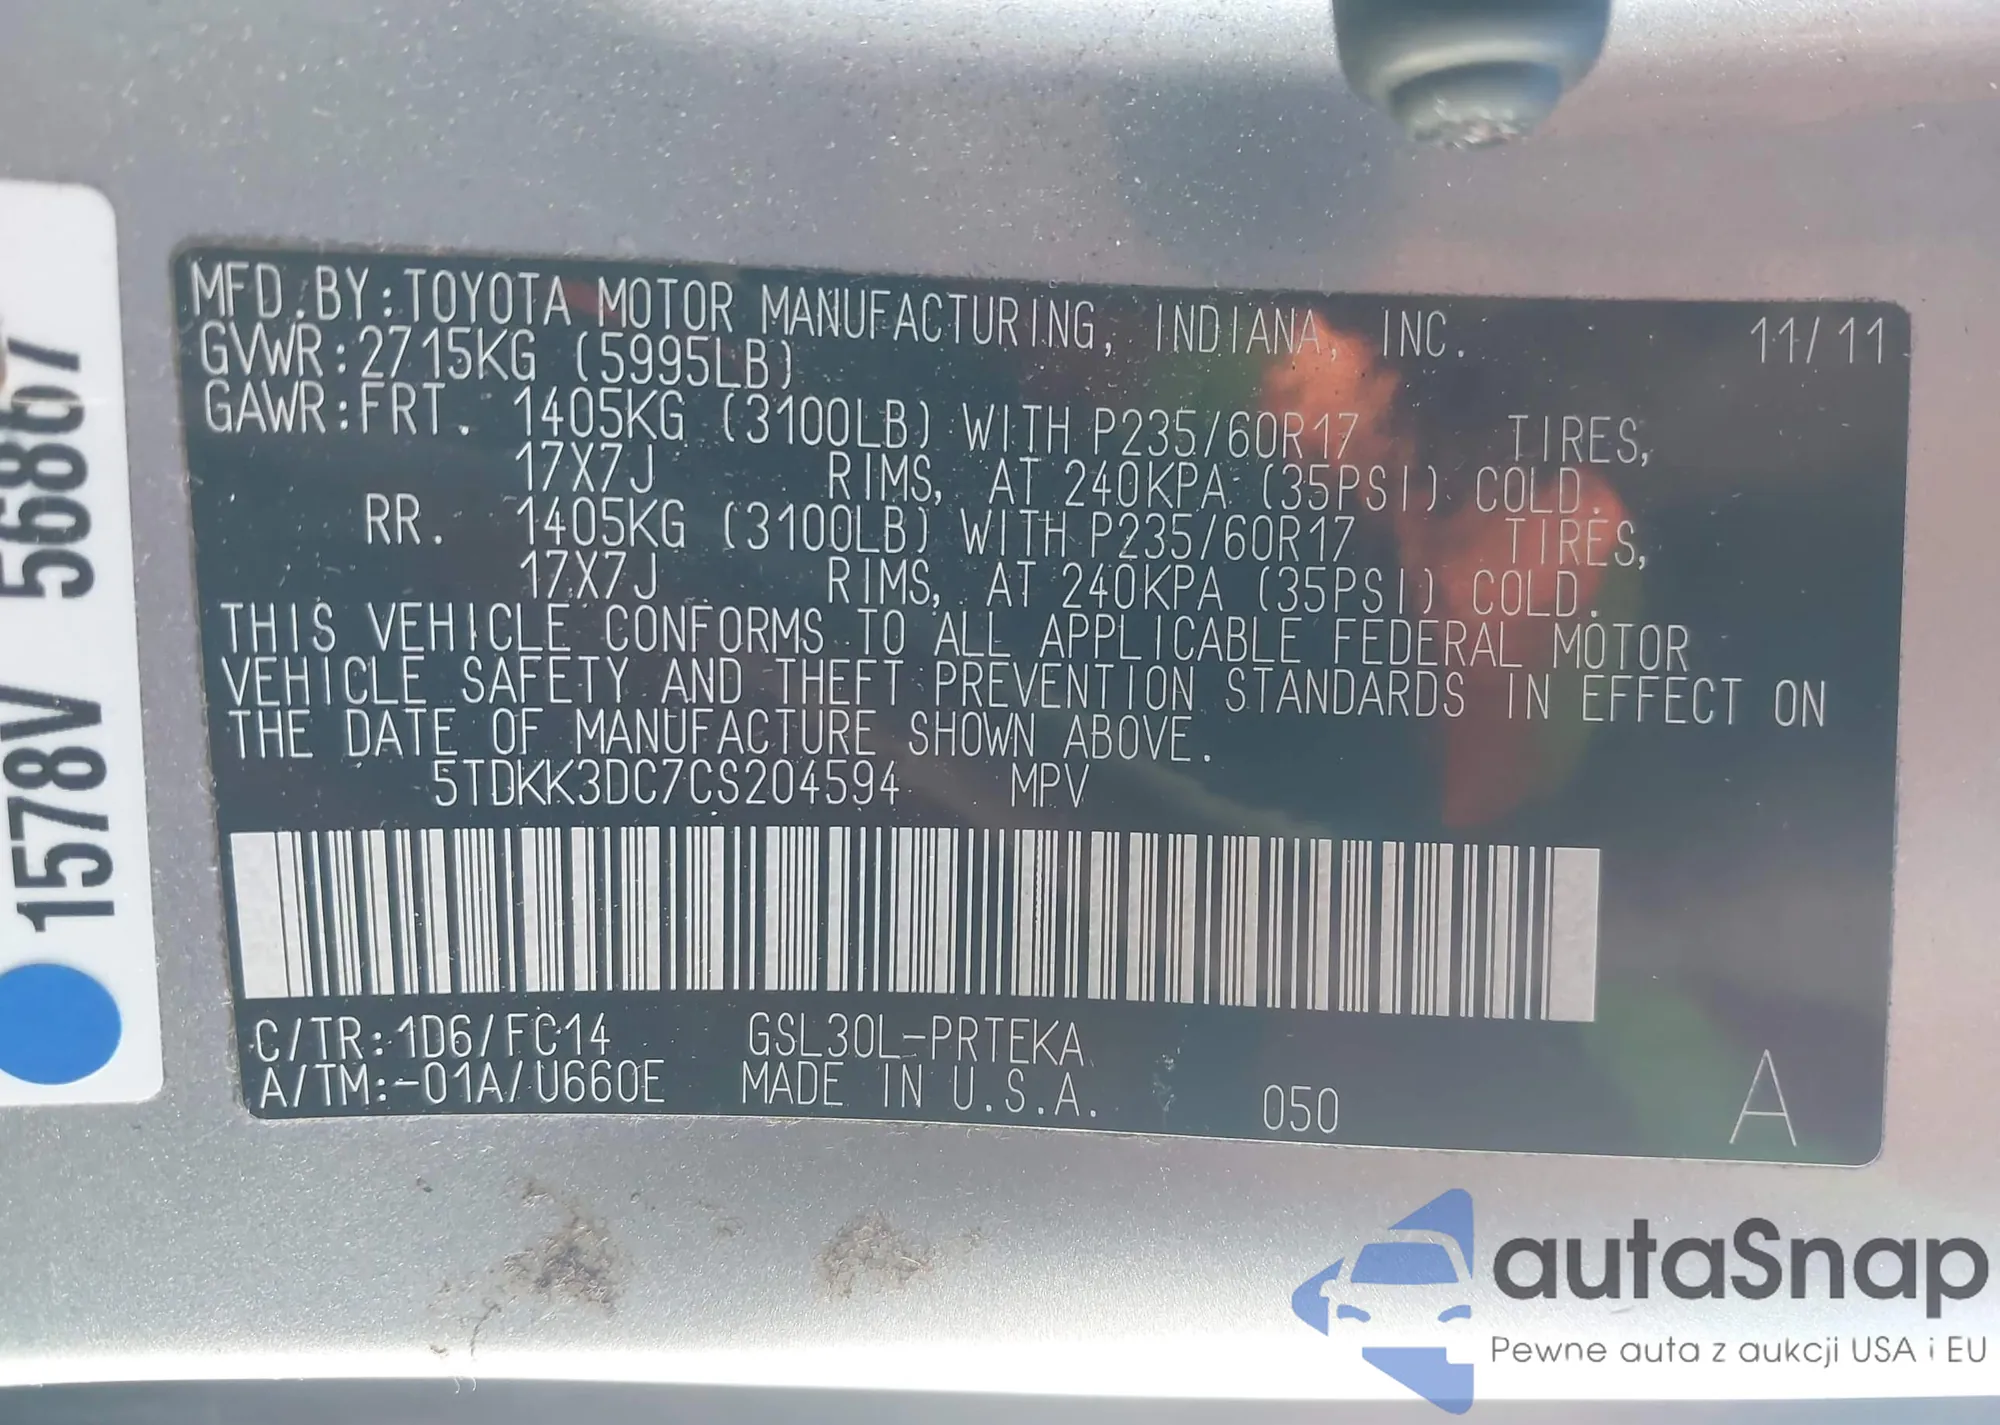 MFD.BY:TOYOTA MOTOR MANUFACTURING, INDIANA, INC. 11/11
GVWR:2715KG (5995LB)
GAWR:FRT. 1405KG (3100LB) WITH P235/60R17 TIRES,
17X7J RIMS, AT 240KPA (35PSI) COLD.
RR. 1405KG (3100LB) WITH P235/60R17 TIRES,
17X7J RIMS, AT 240KPA (35PSI) COLD.
THIS VEHICLE CONFORMS TO ALL APPLICABLE FEDERAL MOTOR
VEHICLE SAFETY AND THEFT PREVENTION STANDARDS IN EFFECT ON
THE DATE OF MANUFACTURE SHOWN ABOVE.
5TDKK3DC7CS204594 MPV
C/TR:1D6/FC14 GSL30L-PRTEKA
A/TM:-01A/U660E MADE IN U.S.A. 050 A
1578V 56867
autaSnap
Pewne auta z aukcji USA i EU